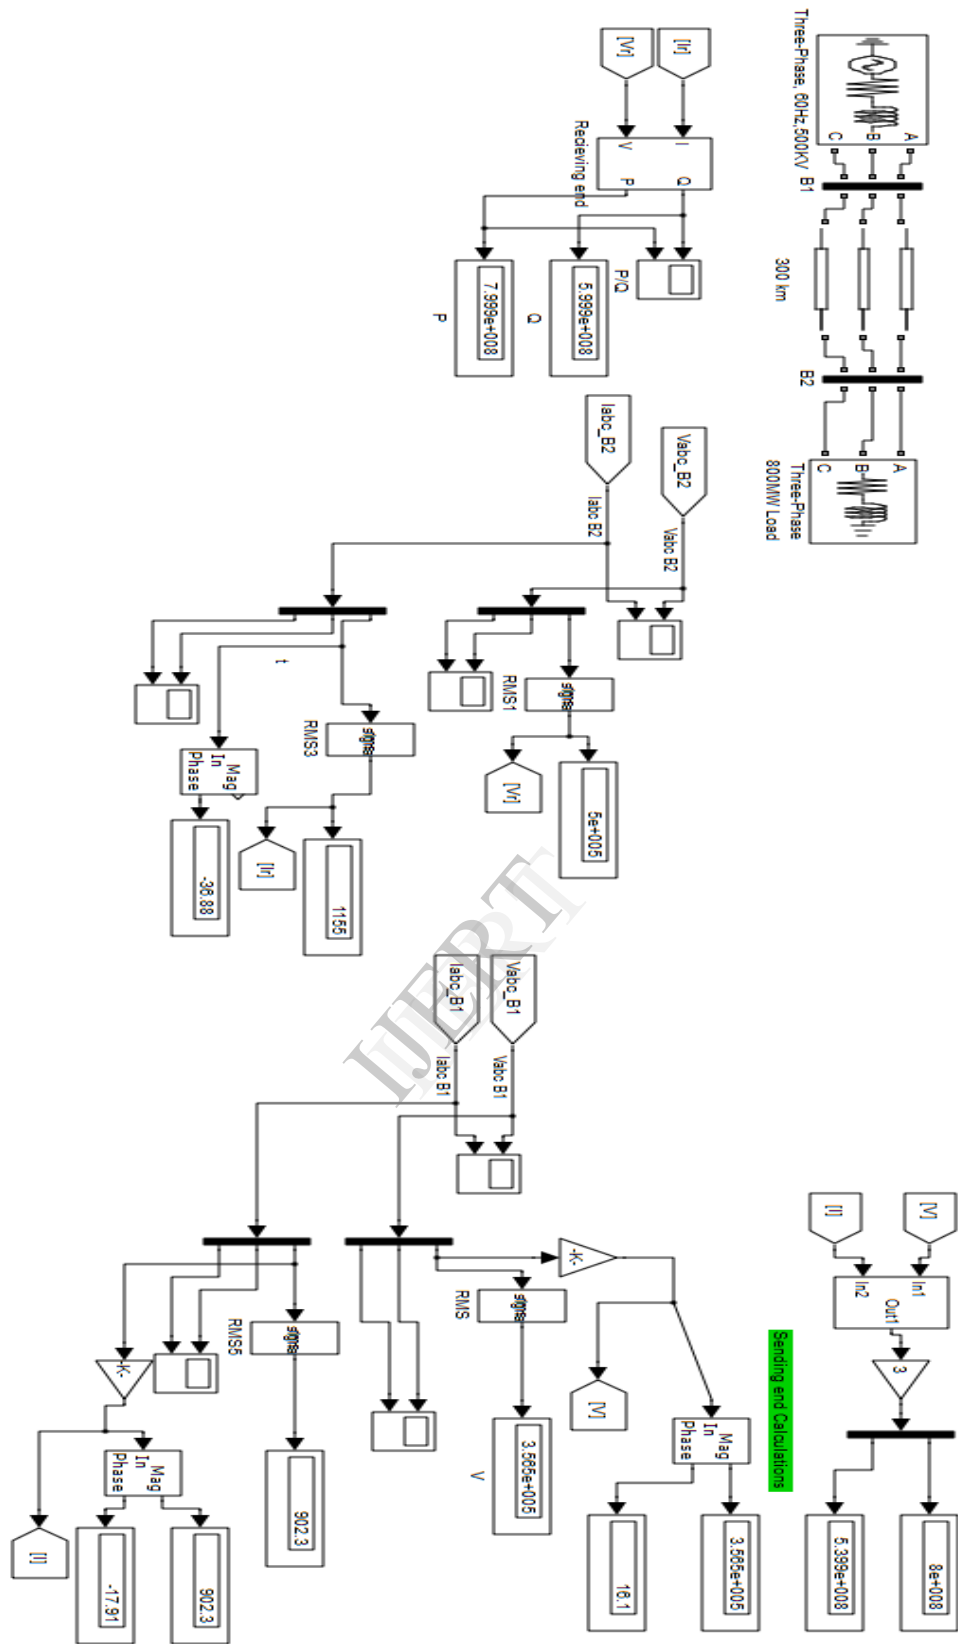 Three-Phase, 60Hz,500KV
A
B
C
B1
300 km
B2
A
B
C
Three-Phase
800MW Load
[Ir]
[Vr]
I
V
Q
P
Recieving end
P/Q
5.999e+008
Q
7.999e+008
P
Vabc_B2
Vabc B2
Iabc_B2
Iabc B2
signal
RMS1
5e+005
[Vr]
signal
RMS3
1155
[Ir]
t
In
Mag
Phase
-36.88
IJERT
Vabc_B1
Vabc B1
Iabc_B1
Iabc B1
[V]
[I]
In1
In2
Out1
3
8e+008
5.399e+008
Sending end Calculations
-K-
[V]
In
Mag
Phase
3.565e+005
16.1
signal
RMS
3.565e+005
V
signal
RMS5
902.3
-K-
In
Mag
Phase
902.3
-17.91
[I]